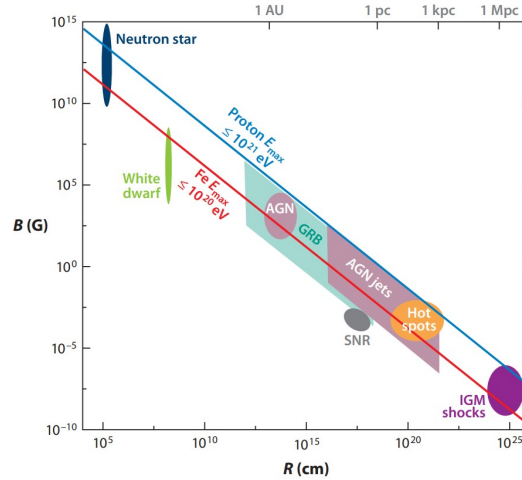 1 AU 1 pc 1 kpc 1 Mpc
10^15
10^10
10^5
10^0
10^-5
10^-10
B (G)
Neutron star
White
dwarf
Proton E_max
≤ 10^21 eV
Fe E_max
≤ 10^20 eV
AGN
GRB
AGN jets
Hot
spots
SNR
IGM
shocks
10^5 10^10 10^15 10^20 10^25
R (cm)